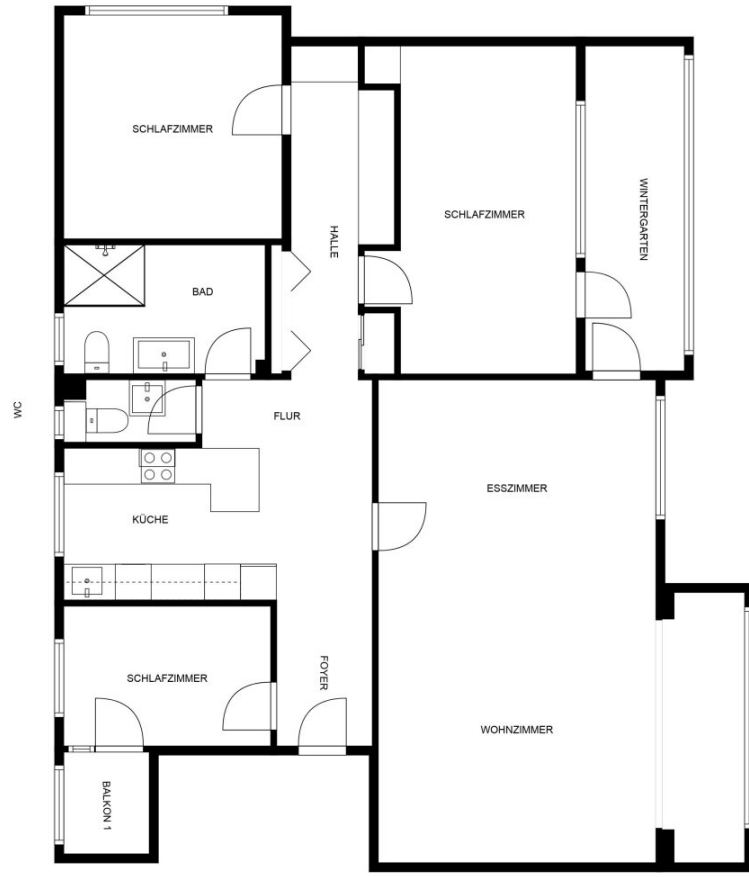 SCHLAFZIMMER
SCHLAFZIMMER
WINTERGARTEN
HALLE
BAD
WC
FLUR
ESSZIMMER
KÜCHE
SCHLAFZIMMER
FOYER
WOHNZIMMER
BALKON 1